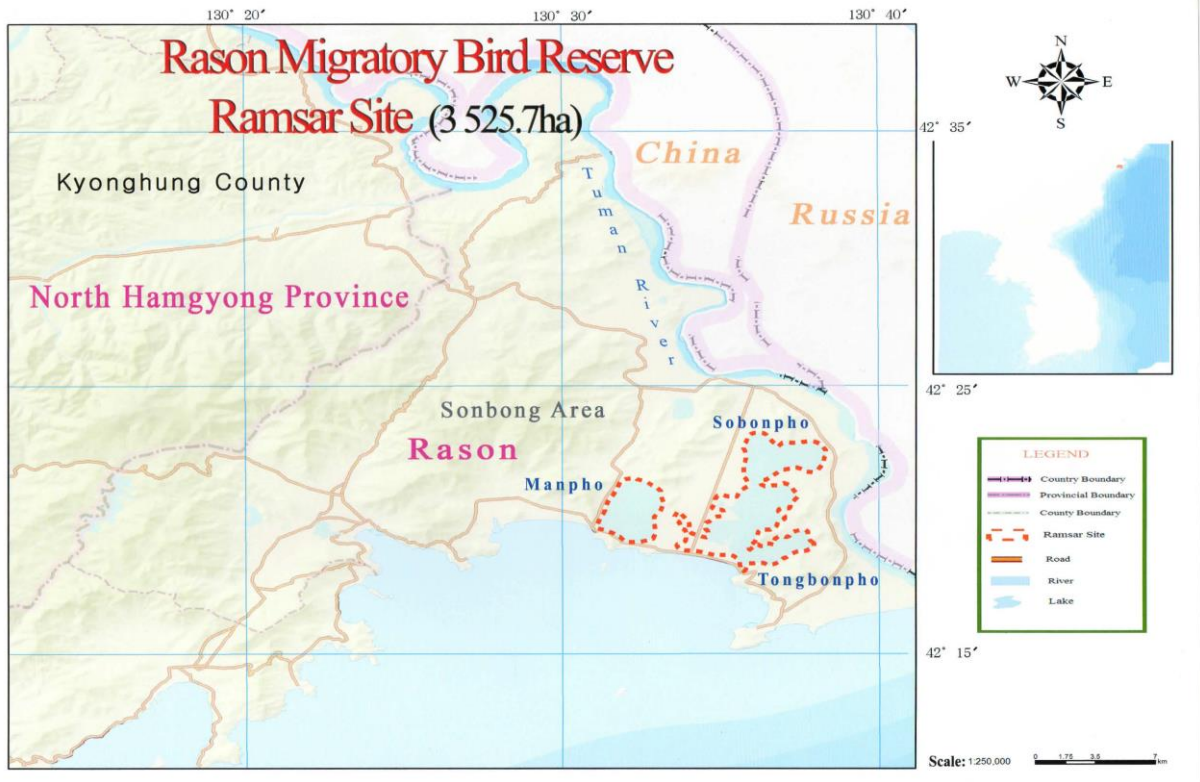 130° 20′
130° 30′
130° 40′
Rason Migratory Bird Reserve
Ramsar Site (3 525.7ha)
N
W
E
S
42° 35′
China
Kyonghung County
Tuman River
Russia
North Hamgyong Province
42° 25′
Sonbong Area
Sobonpho
Rason
Manpho
LEGEND
Country Boundary
Provincial Boundary
County Boundary
Ramsar Site
Road
River
Lake
Tongbonpho
42° 15′
Scale: 1:250,000
0 1.75 3.5 7
km